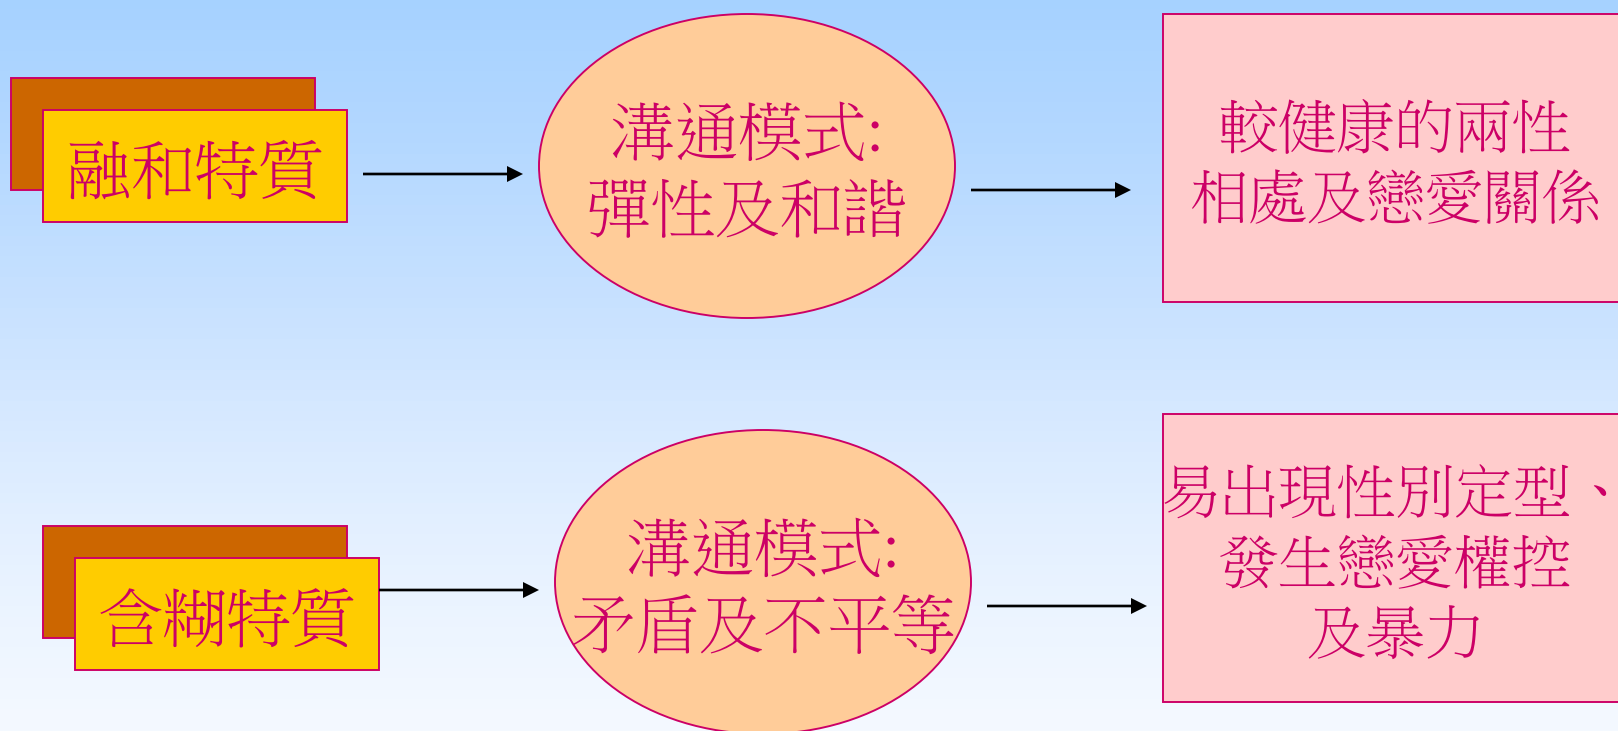 融和特質
溝通模式:
彈性及和諧
較健康的兩性
相處及戀愛關係
含糊特質
溝通模式:
矛盾及不平等
易出現性別定型、
發生戀愛權控
及暴力